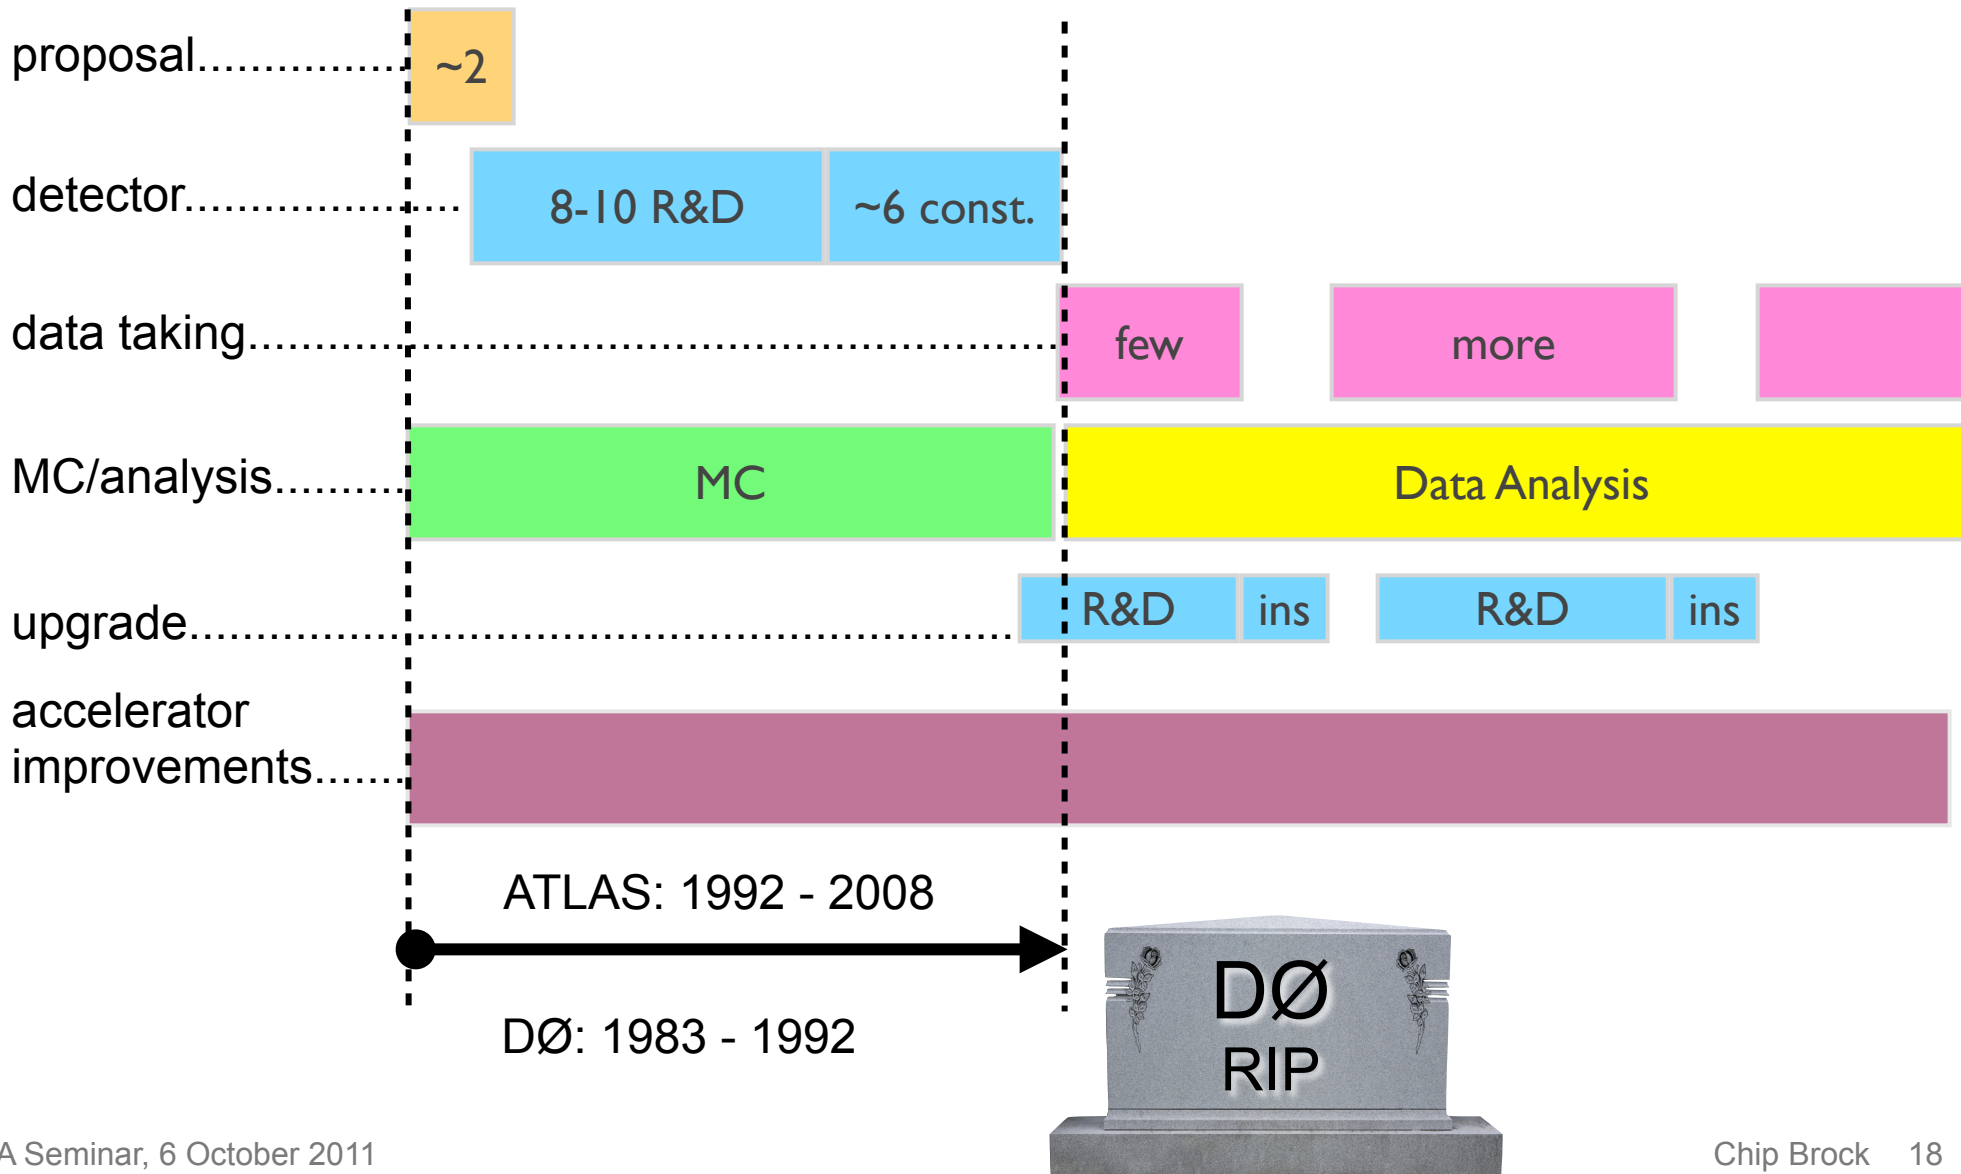 proposal................ ~2
detector..................... 8-10 R&D ~6 const.
data taking............................................................. few more
MC/analysis.......... MC Data Analysis
upgrade.............................................................. R&D ins R&D ins
accelerator
improvements.......
ATLAS: 1992 - 2008
DØ: 1983 - 1992
DØ
RIP
A Seminar, 6 October 2011 Chip Brock 18